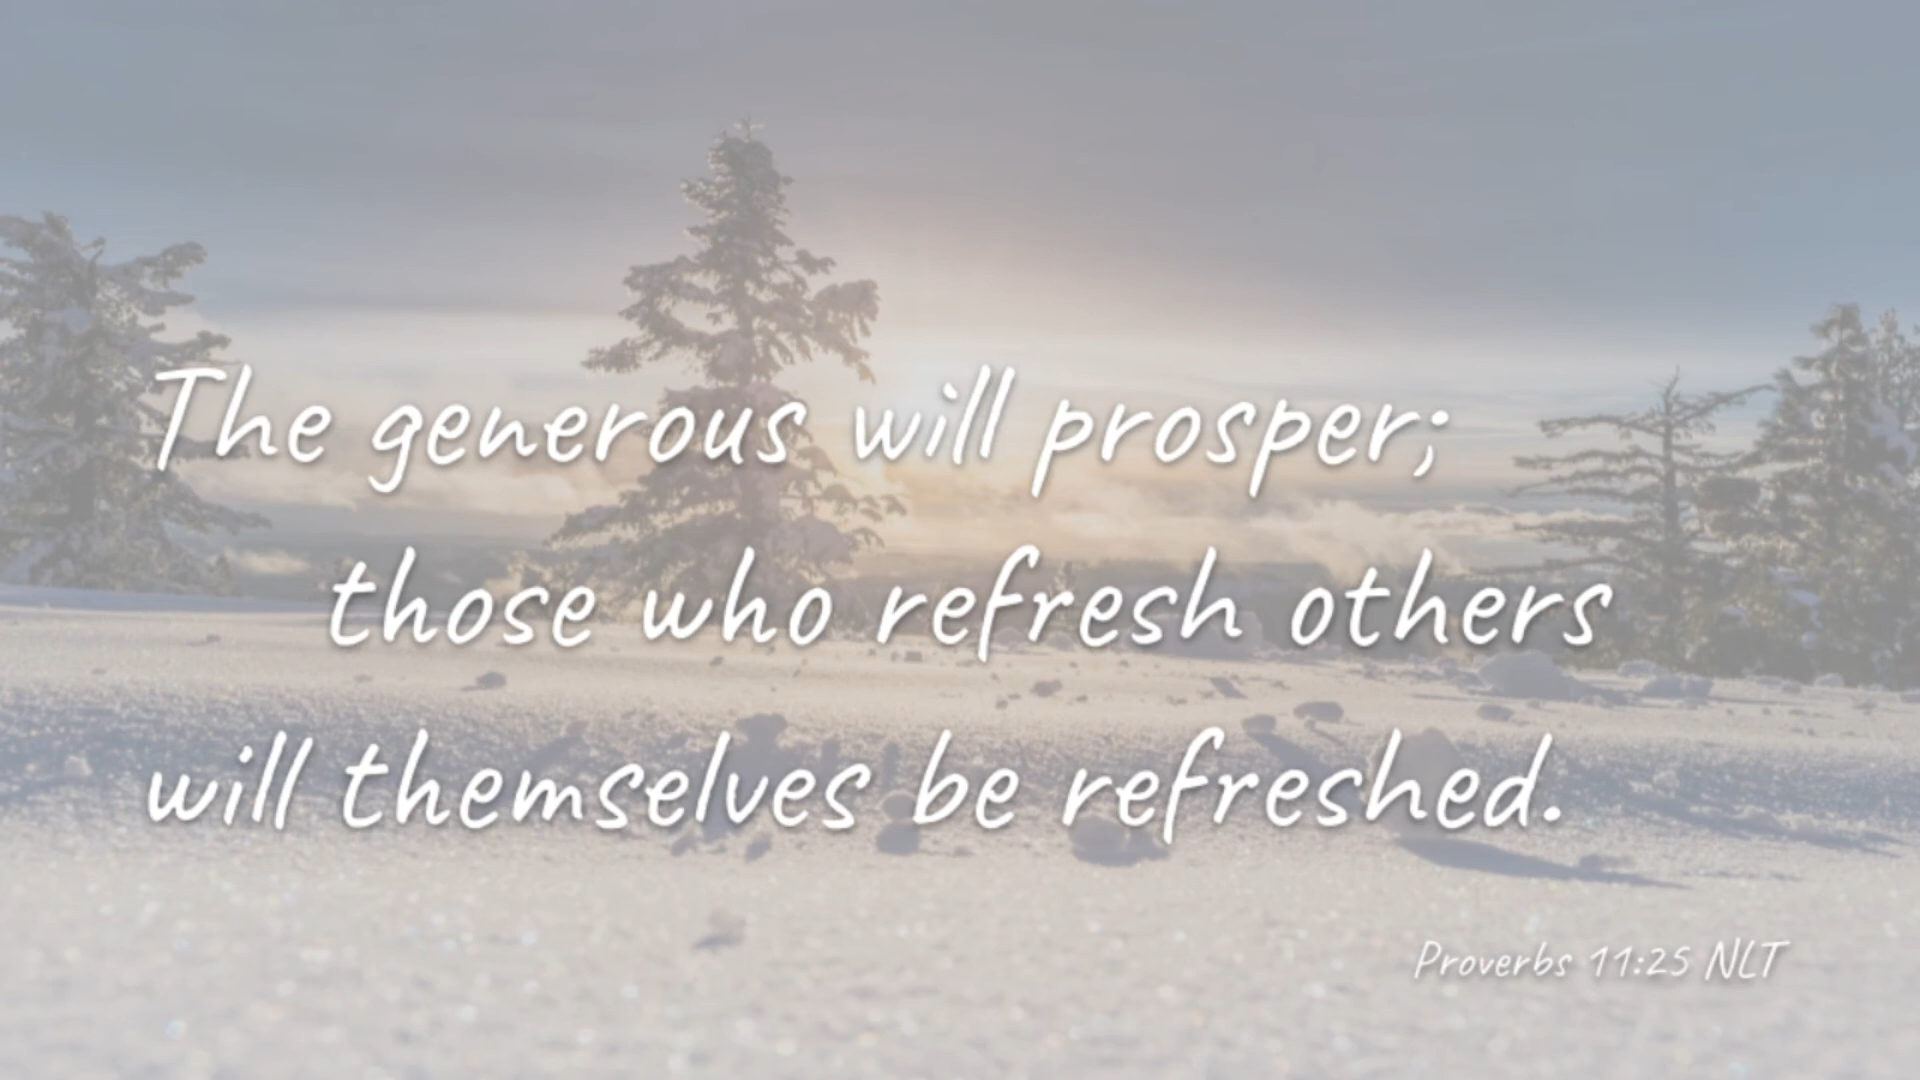 The generous will prosper;
those who refresh others
will themselves be refreshed.
Proverbs 11:25 NLT